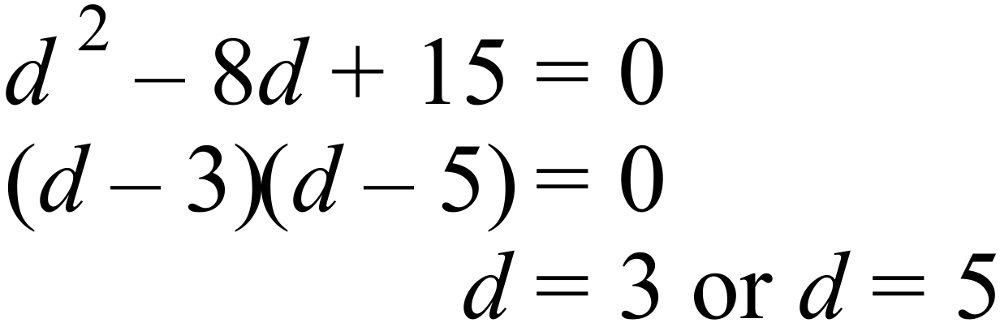 d² – 8d + 15 = 0
(d – 3)(d – 5) = 0
d = 3 or d = 5